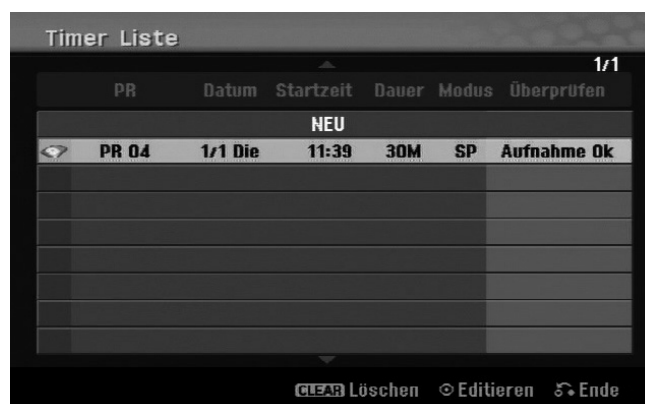 Timer Liste
1/1
PR Datum Startzeit Dauer Modus Überprüfen
NEU
PR 04 1/1 Die 11:39 30M SP Aufnahme Ok
CLEAR Löschen Editieren Ende